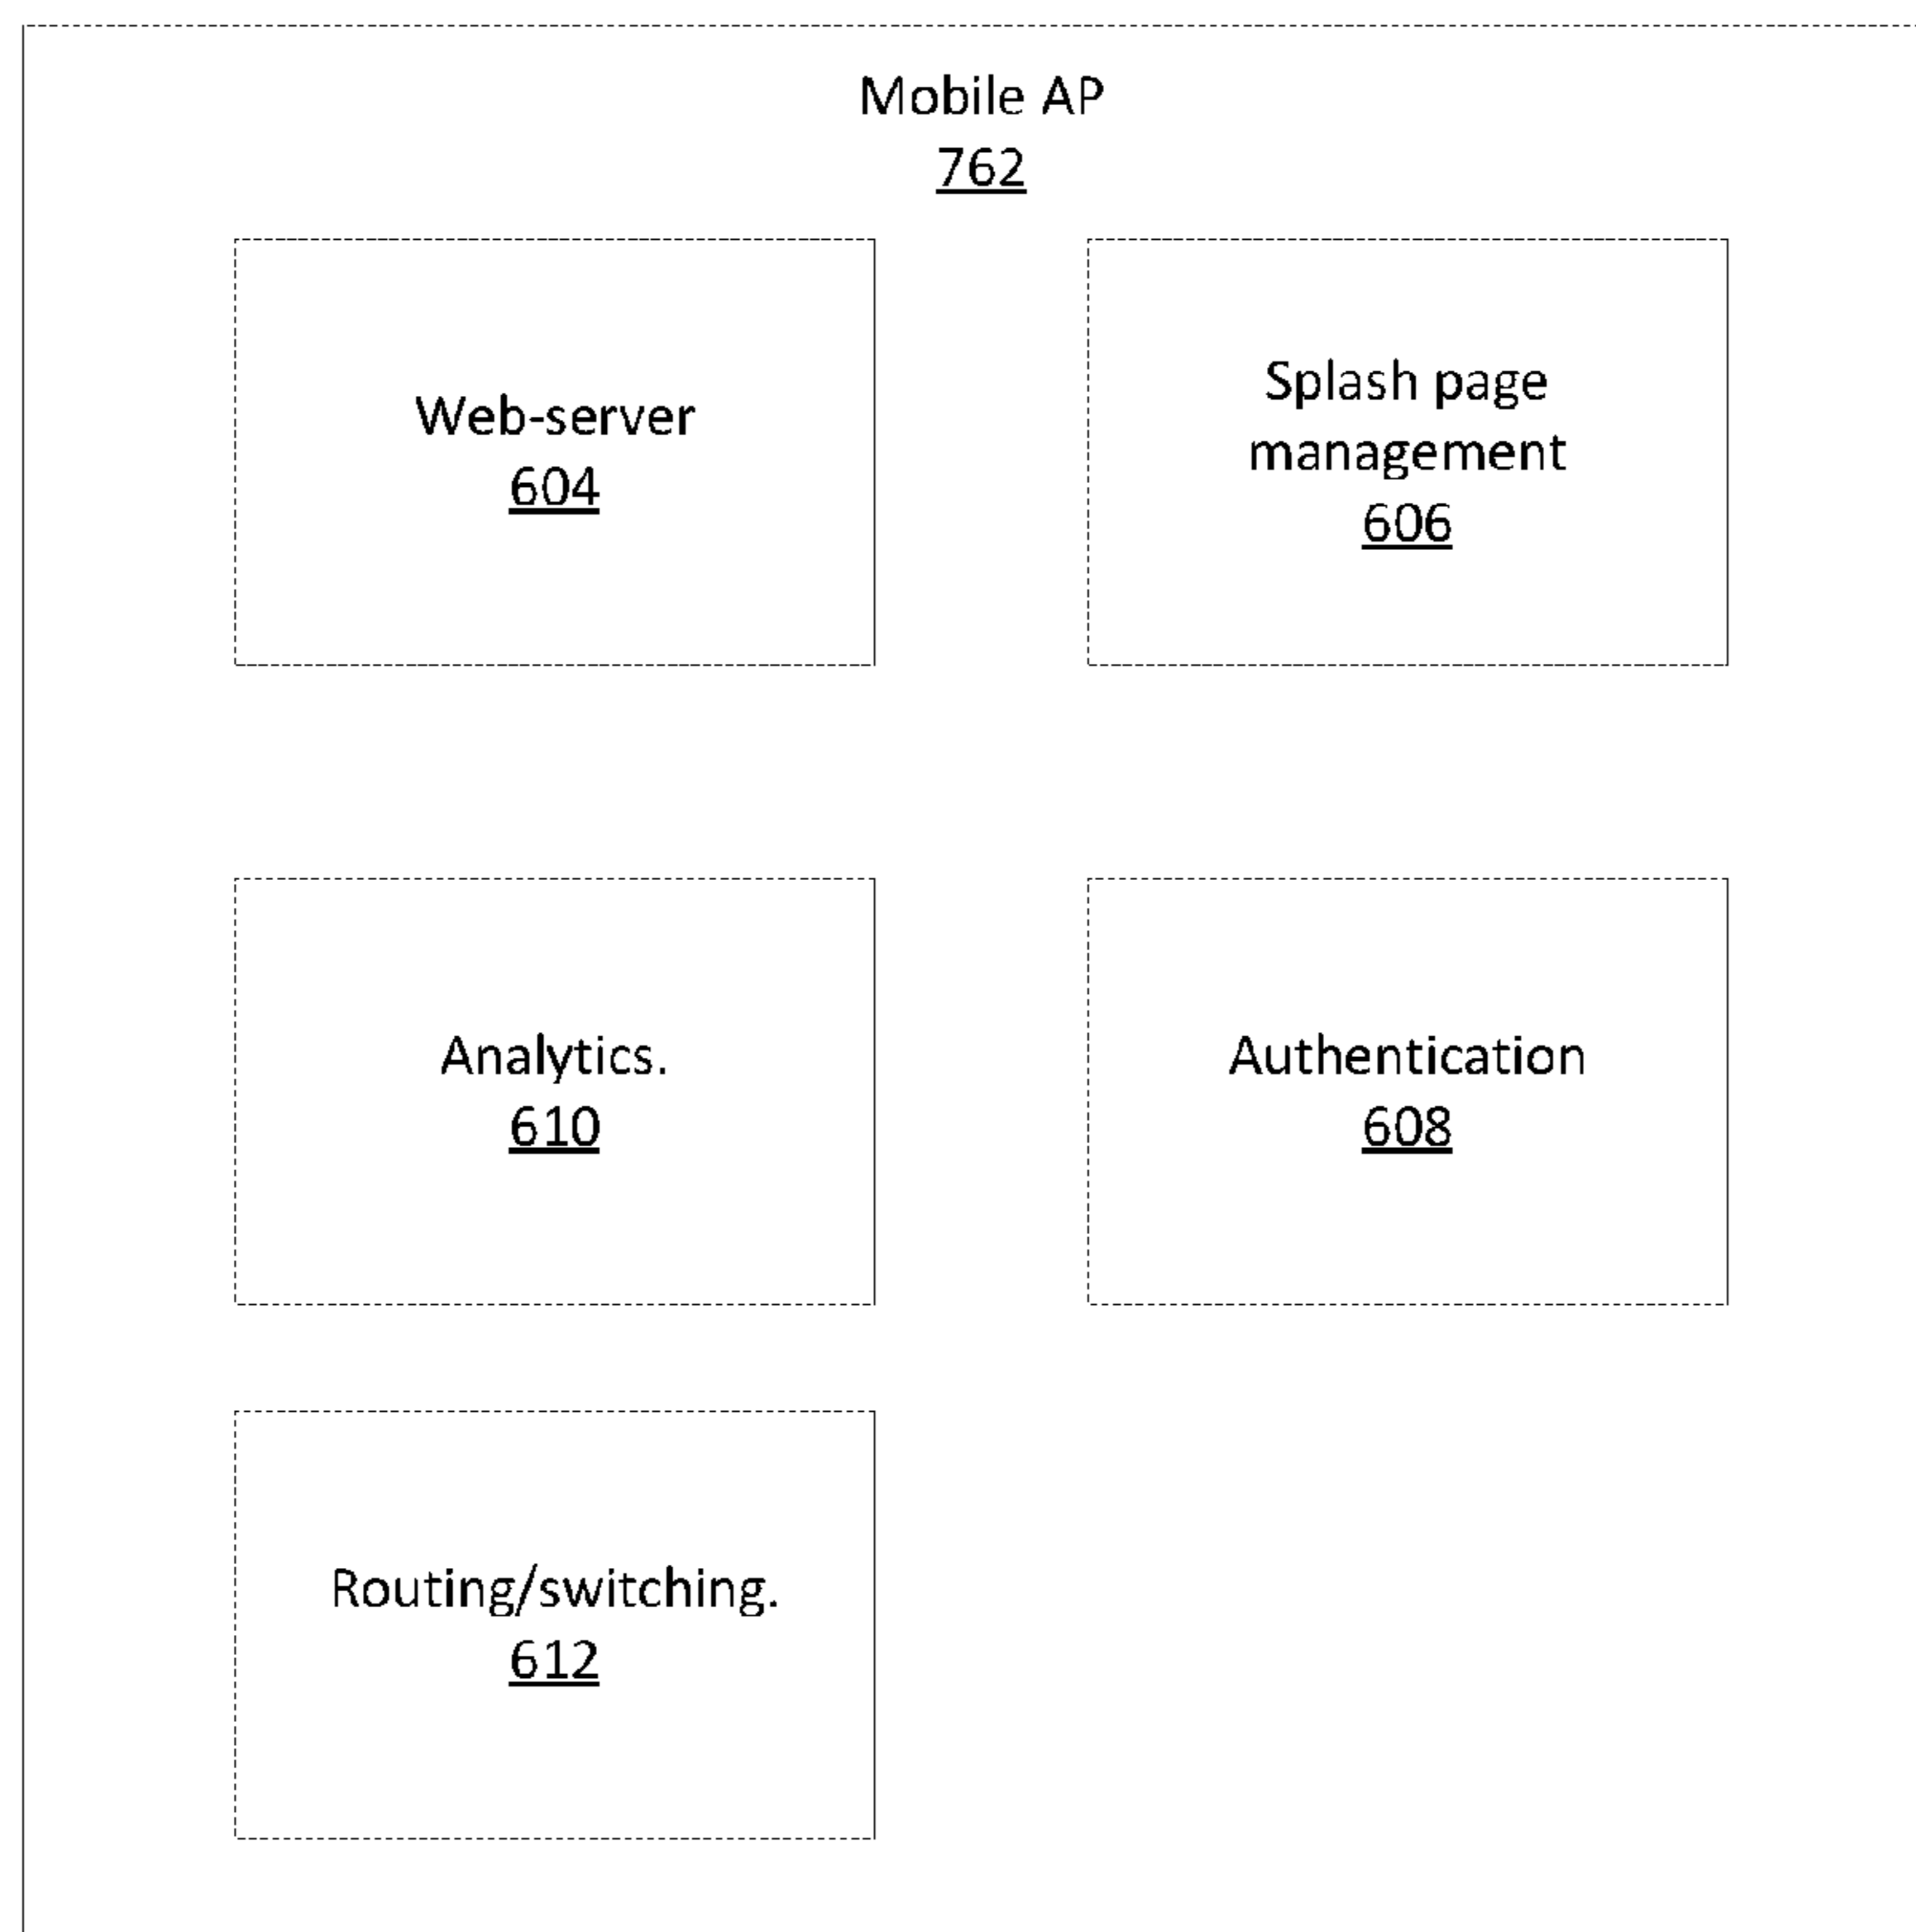 Mobile AP
762
Web-server
604
Splash page
management
606
Analytics.
610
Authentication
608
Routing/switching.
612